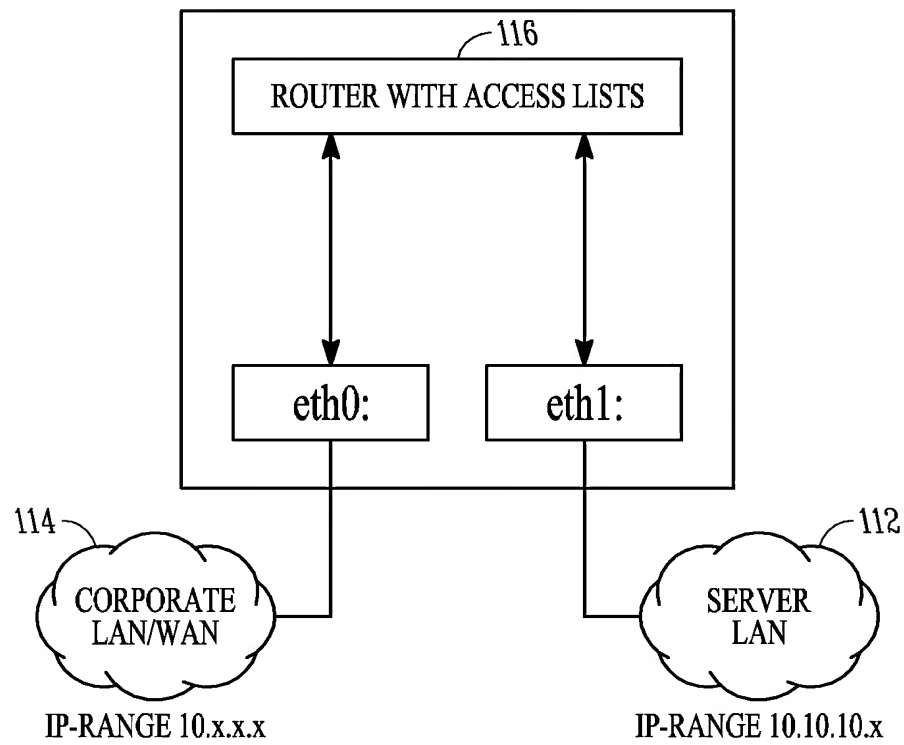 116
ROUTER WITH ACCESS LISTS
eth0:
eth1:
114
112
CORPORATE
LAN/WAN
SERVER
LAN
IP-RANGE 10.x.x.x
IP-RANGE 10.10.10.x